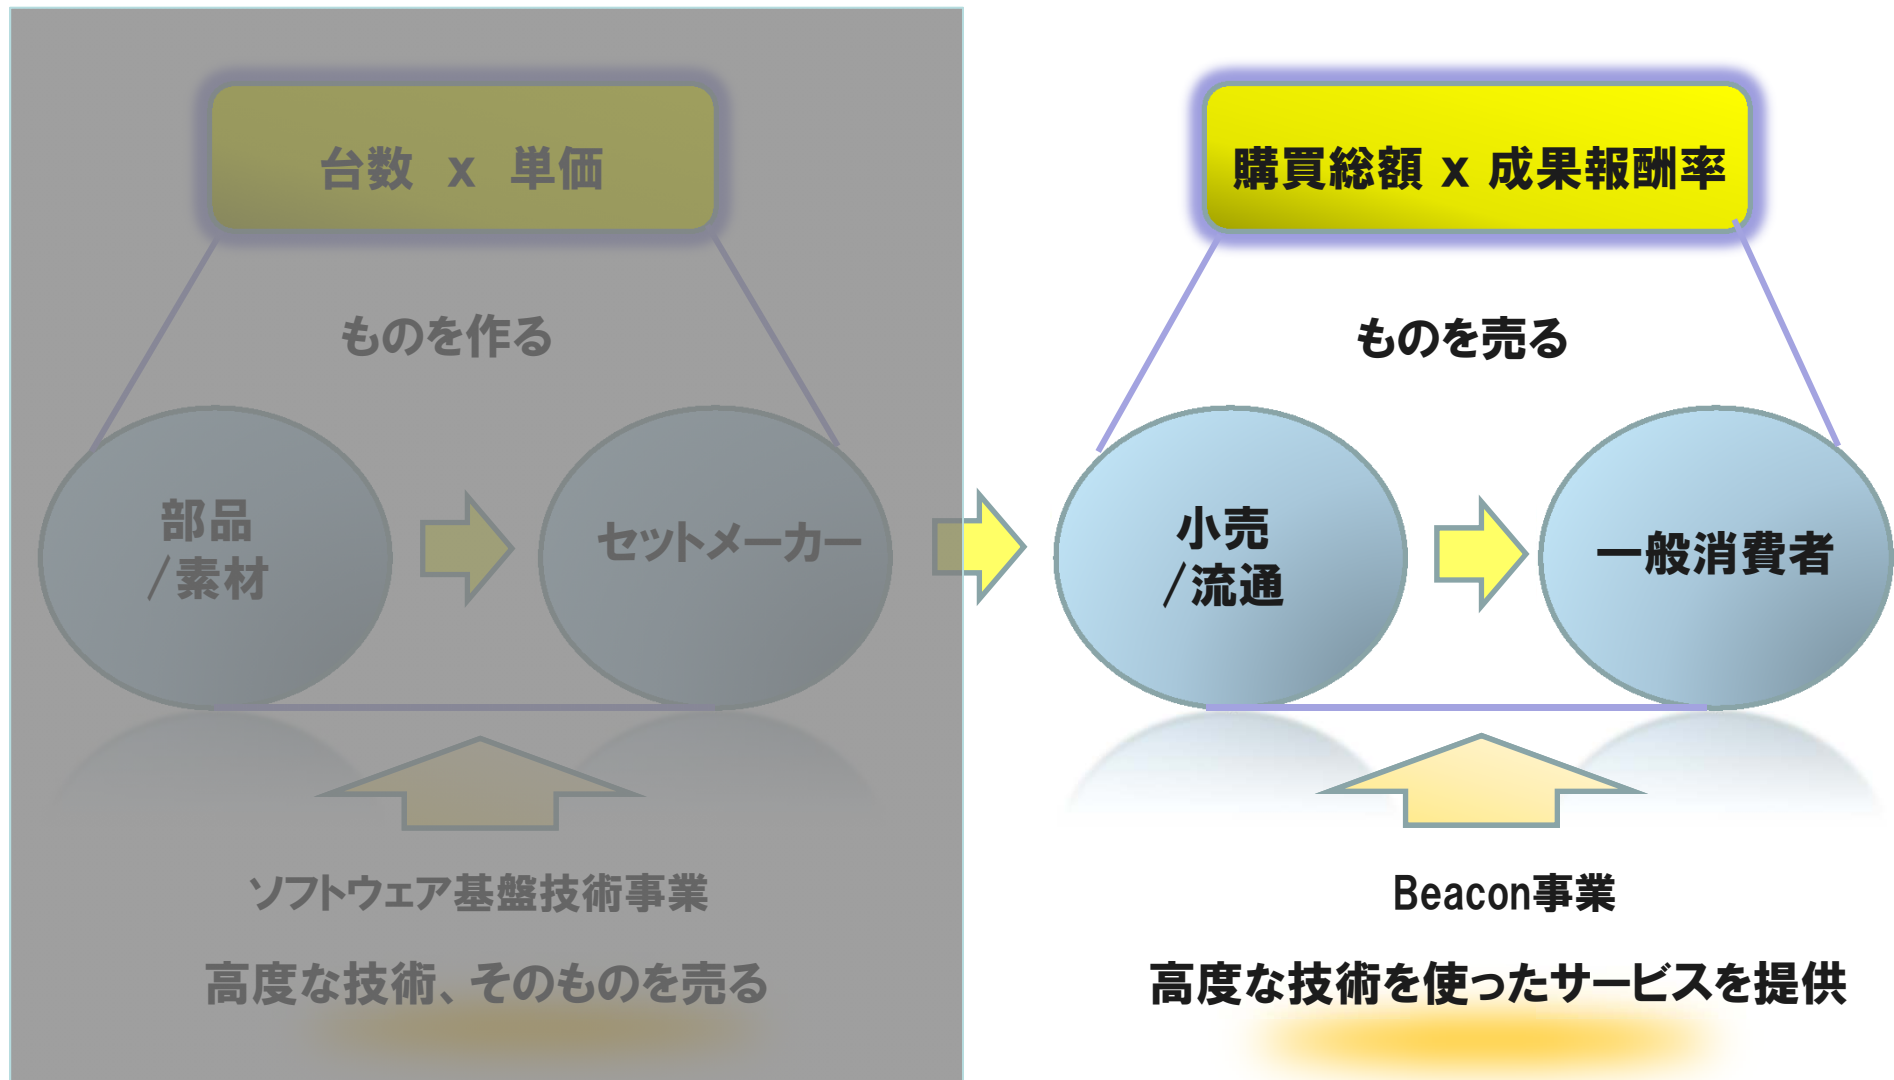 台数 x 単価
ものを作る
部品
/素材
セットメーカー
ソフトウェア基盤技術事業
高度な技術、そのものを売る
購買総額 x 成果報酬率
ものを売る
小売
/流通
一般消費者
Beacon事業
高度な技術を使ったサービスを提供